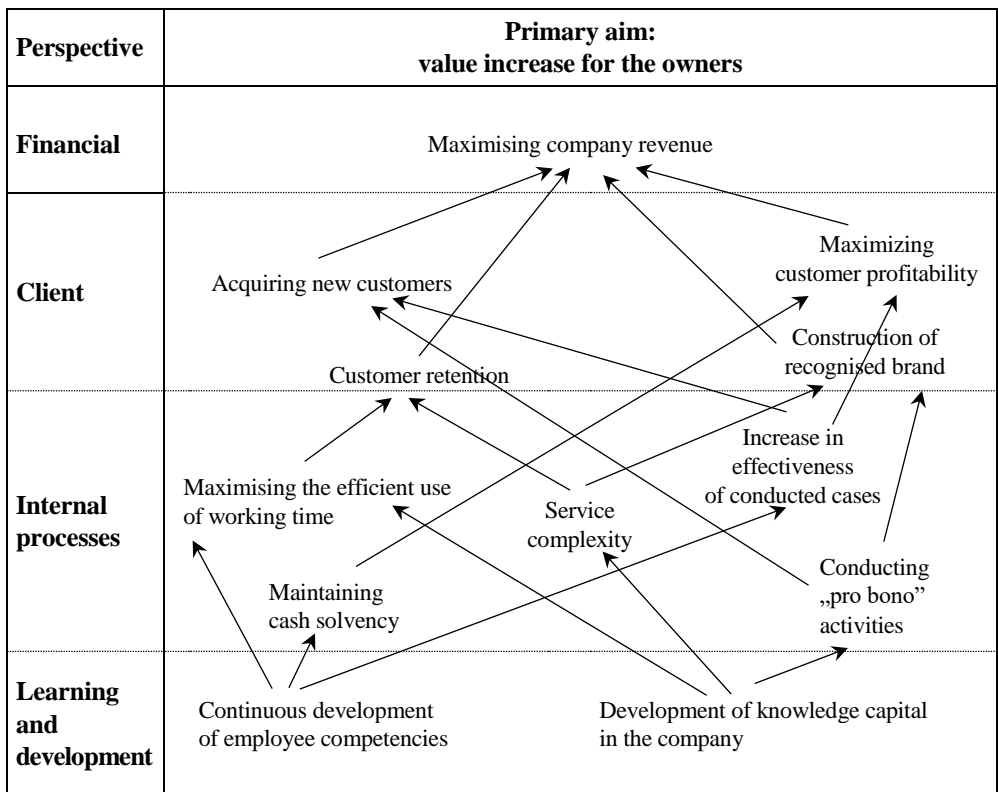 Perspective
Primary aim:
value increase for the owners
Financial
Maximising company revenue
Client
Maximizing
customer profitability
Acquiring new customers
Construction of
recognised brand
Customer retention
Internal
processes
Increase in
effectiveness
of conducted cases
Maximising the efficient use
of working time
Service
complexity
Conducting
„pro bono”
activities
Maintaining
cash solvency
Learning
and
development
Continuous development
of employee competencies
Development of knowledge capital
in the company